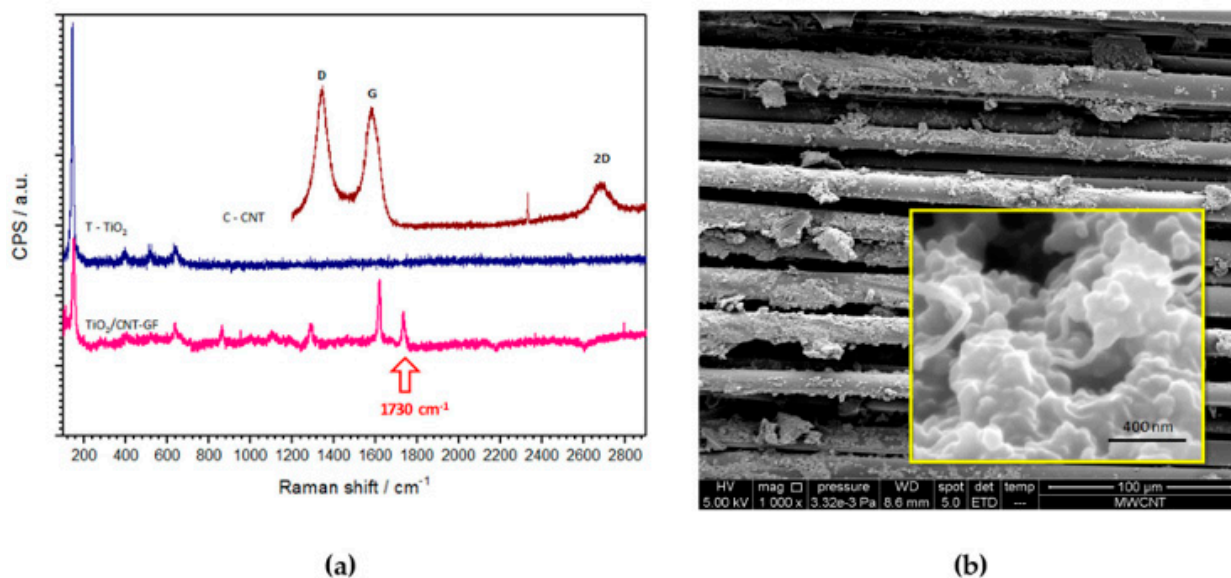 D
G
2D
C - CNT
T - TiO₂
TiO₂/CNT-GF
1730 cm⁻¹
CPS / a.u.
200 400 600 800 1000 1200 1400 1600 1800 2000 2200 2400 2600 2800
Raman shift / cm⁻¹
(a)
400 nm
HV mag □ pressure WD spot det temp 100 µm
5.00 kV 1 000 x 3.32e-3 Pa 8.6 mm 5.0 ETD --- MWCNT
(b)